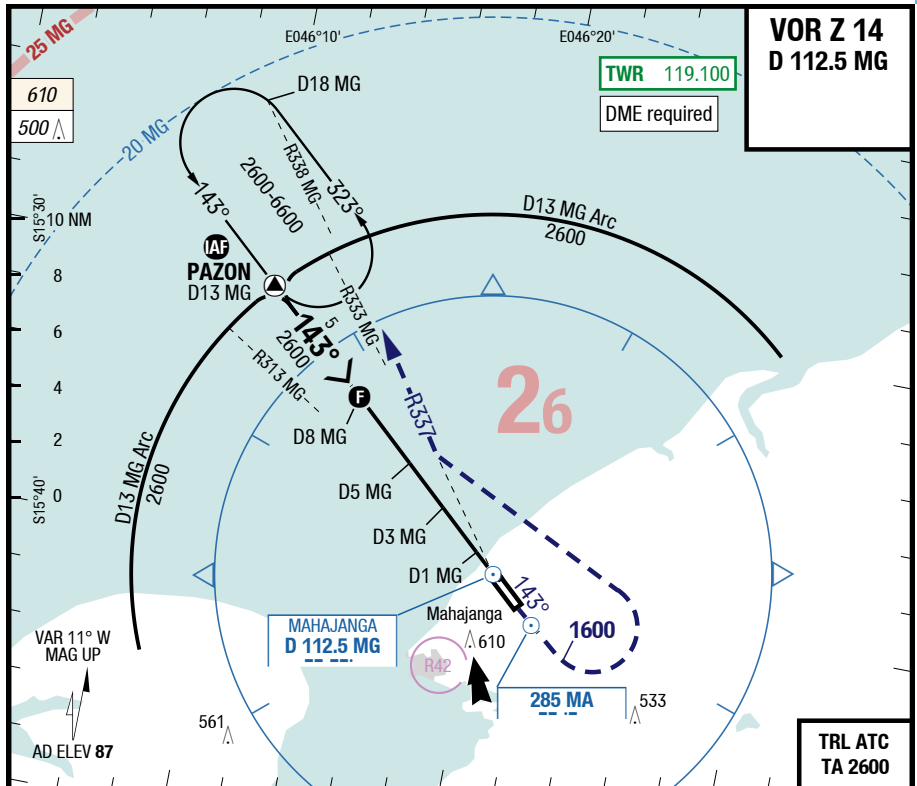 25 MG
E046°10'
E046°20'
VOR Z 14
D 112.5 MG
TWR 119.100
DME required
610
500
20 MG
D18 MG
R338 MG
2600-6600
323°
143°
S15°30'
10 NM
IAF
PAZON
D13 MG
D13 MG Arc
2600
8
6
4
2
0
5
143°
2600
R333 MG
R313 MG
F
D8 MG
R337
26
D13 MG Arc
2600
D5 MG
S15°40'
D3 MG
D1 MG
143°
Mahajanga
MAHAJANGA
D 112.5 MG
1600
610
R42
285 MA
533
561
VAR 11° W
MAG UP
AD ELEV 87
TRL ATC
TA 2600